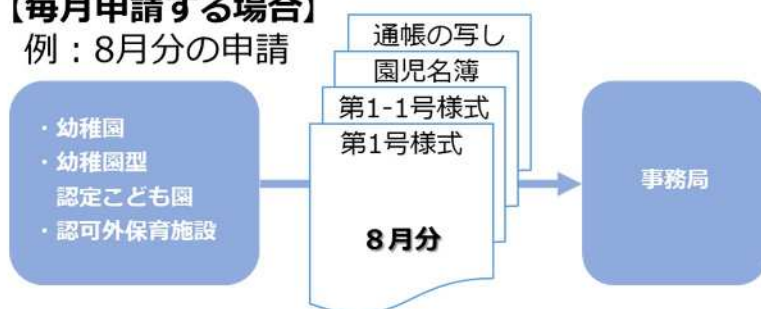 【毎月申請する場合】
例：8月分の申請
通帳の写し
園児名簿
第1-1号様式
第1号様式
8月分
・幼稚園
・幼稚園型
認定こども園
・認可外保育施設
事務局